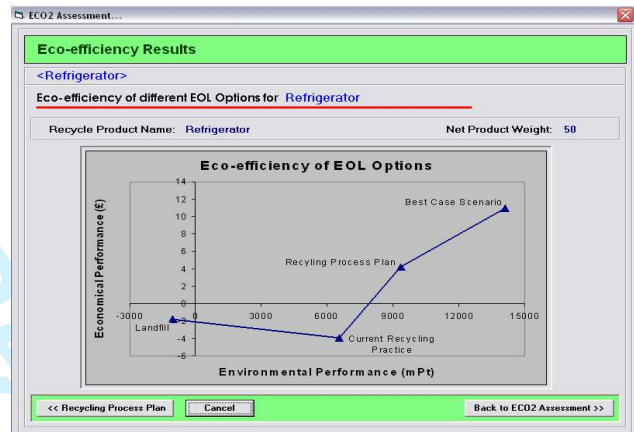 ECO2 Assessment...
Eco-efficiency Results
<Refrigerator>
Eco-efficiency of different EOL Options for Refrigerator
Recycle Product Name: Refrigerator Net Product Weight: 50
Eco-efficiency of EOL Options
Economical Performance (£)
14
12
10
8
6
4
2
0
-2
-4
-6
-3000 0 3000 6000 9000 12000 15000
Best Case Scenario
Recyling Process Plan
Landfill
Current Recycling
Practice
Environmental Performance (mPt)
<< Recycling Process Plan Cancel Back to ECO2 Assessment >>